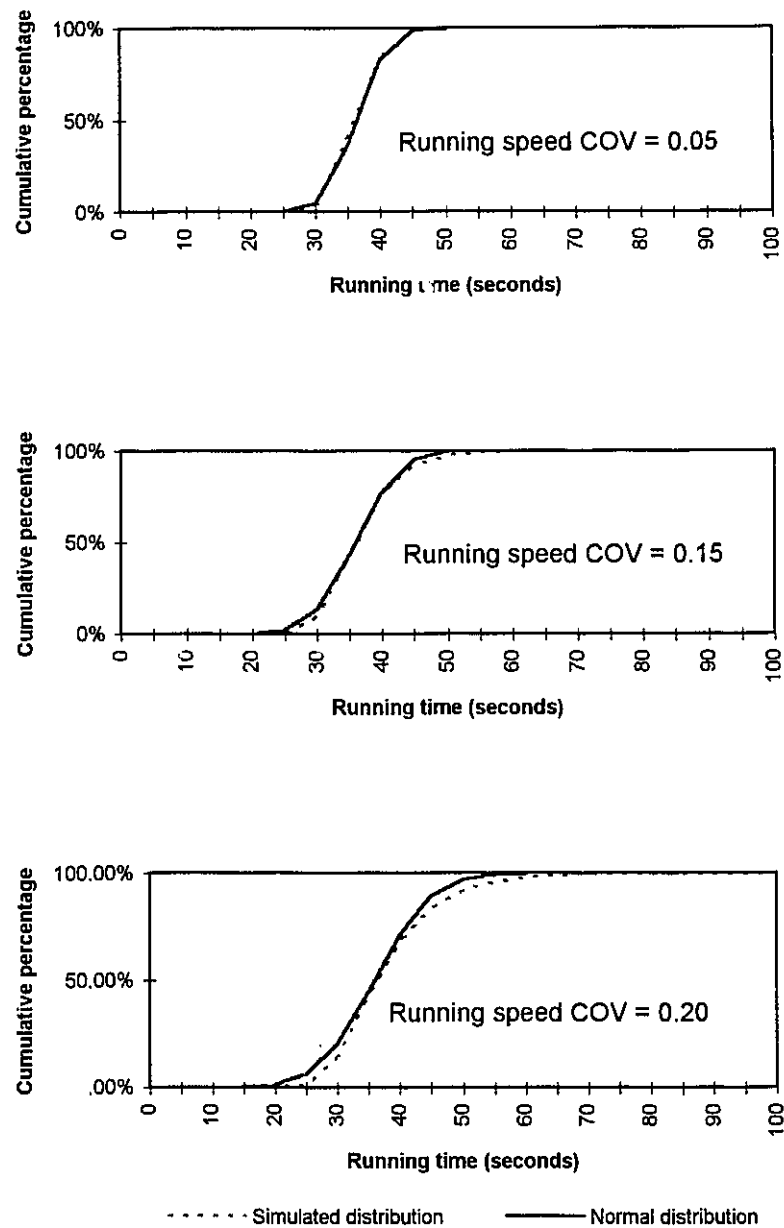 Cumulative percentage
100%
50%
0%
Running speed COV = 0.05
0 10 20 30 40 50 60 70 80 90 100
Running time (seconds)
Cumulative percentage
100%
50%
0%
Running speed COV = 0.15
0 10 20 30 40 50 60 70 80 90 100
Running time (seconds)
Cumulative percentage
100.00%
50.00%
.00%
Running speed COV = 0.20
0 10 20 30 40 50 60 70 80 90 100
Running time (seconds)
Simulated distribution Normal distribution